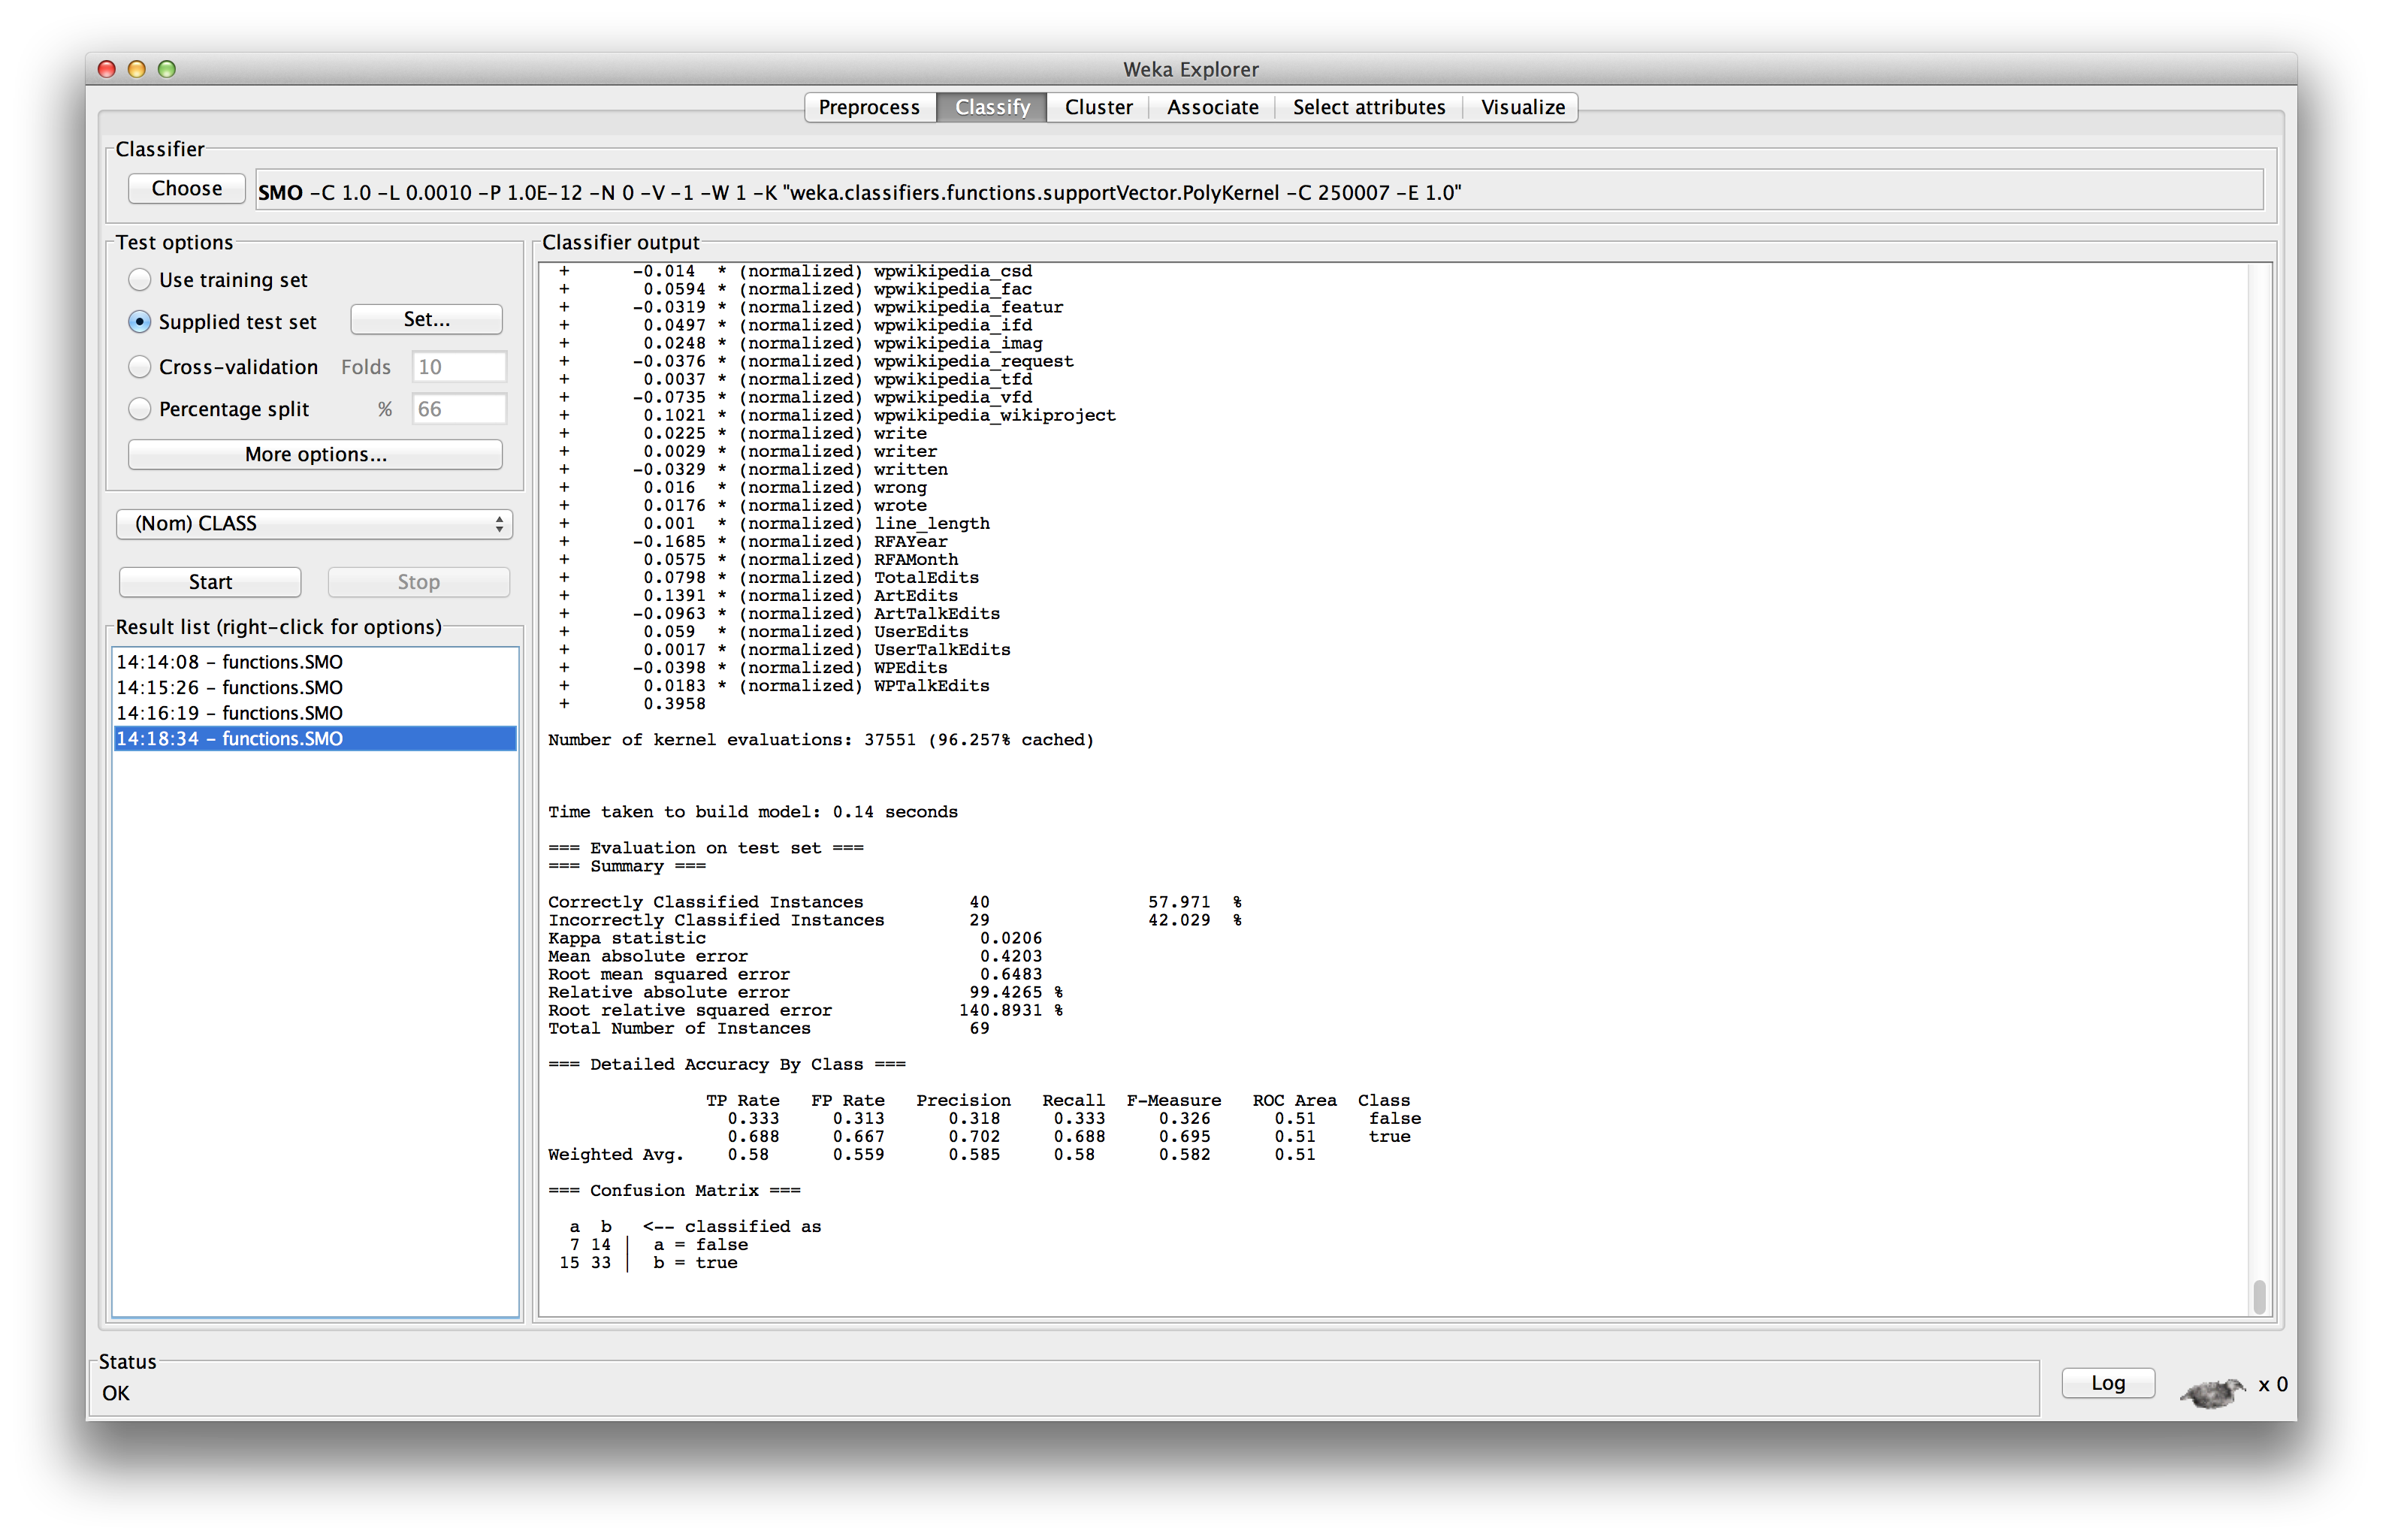 Weka Explorer
Preprocess Classify Cluster Associate Select attributes Visualize
Classifier
Choose SMO -C 1.0 -L 0.0010 -P 1.0E-12 -N 0 -V -1 -W 1 -K "weka.classifiers.functions.supportVector.PolyKernel -C 250007 -E 1.0"
Test options
Use training set
Supplied test set Set...
Cross-validation Folds 10
Percentage split % 66
More options...
(Nom) CLASS
Start Stop
Result list (right-click for options)
14:14:08 - functions.SMO
14:15:26 - functions.SMO
14:16:19 - functions.SMO
14:18:34 - functions.SMO
Classifier output
+ -0.014 * (normalized) wpwikipedia_csd
+ 0.0594 * (normalized) wpwikipedia_fac
+ -0.0319 * (normalized) wpwikipedia_featur
+ 0.0497 * (normalized) wpwikipedia_ifd
+ 0.0248 * (normalized) wpwikipedia_imag
+ -0.0376 * (normalized) wpwikipedia_request
+ 0.0037 * (normalized) wpwikipedia_tfd
+ -0.0735 * (normalized) wpwikipedia_vfd
+ 0.1021 * (normalized) wpwikipedia_wikiproject
+ 0.0225 * (normalized) write
+ 0.0029 * (normalized) writer
+ -0.0329 * (normalized) written
+ 0.016 * (normalized) wrong
+ 0.0176 * (normalized) wrote
+ 0.001 * (normalized) line_length
+ -0.1685 * (normalized) RFAYear
+ 0.0575 * (normalized) RFAMonth
+ 0.0798 * (normalized) TotalEdits
+ 0.1391 * (normalized) ArtEdits
+ -0.0963 * (normalized) ArtTalkEdits
+ 0.059 * (normalized) UserEdits
+ 0.0017 * (normalized) UserTalkEdits
+ -0.0398 * (normalized) WPEdits
+ 0.0183 * (normalized) WPTalkEdits
+ 0.3958
Number of kernel evaluations: 37551 (96.257% cached)
Time taken to build model: 0.14 seconds
=== Evaluation on test set ===
=== Summary ===
Correctly Classified Instances 40 57.971 %
Incorrectly Classified Instances 29 42.029 %
Kappa statistic 0.0206
Mean absolute error 0.4203
Root mean squared error 0.6483
Relative absolute error 99.4265 %
Root relative squared error 140.8931 %
Total Number of Instances 69
=== Detailed Accuracy By Class ===
TP Rate FP Rate Precision Recall F-Measure ROC Area Class
0.333 0.313 0.318 0.333 0.326 0.51 false
0.688 0.667 0.702 0.688 0.695 0.51 true
Weighted Avg. 0.58 0.559 0.585 0.58 0.582 0.51
=== Confusion Matrix ===
a b <-- classified as
7 14 | a = false
15 33 | b = true
Status
OK
Log x 0